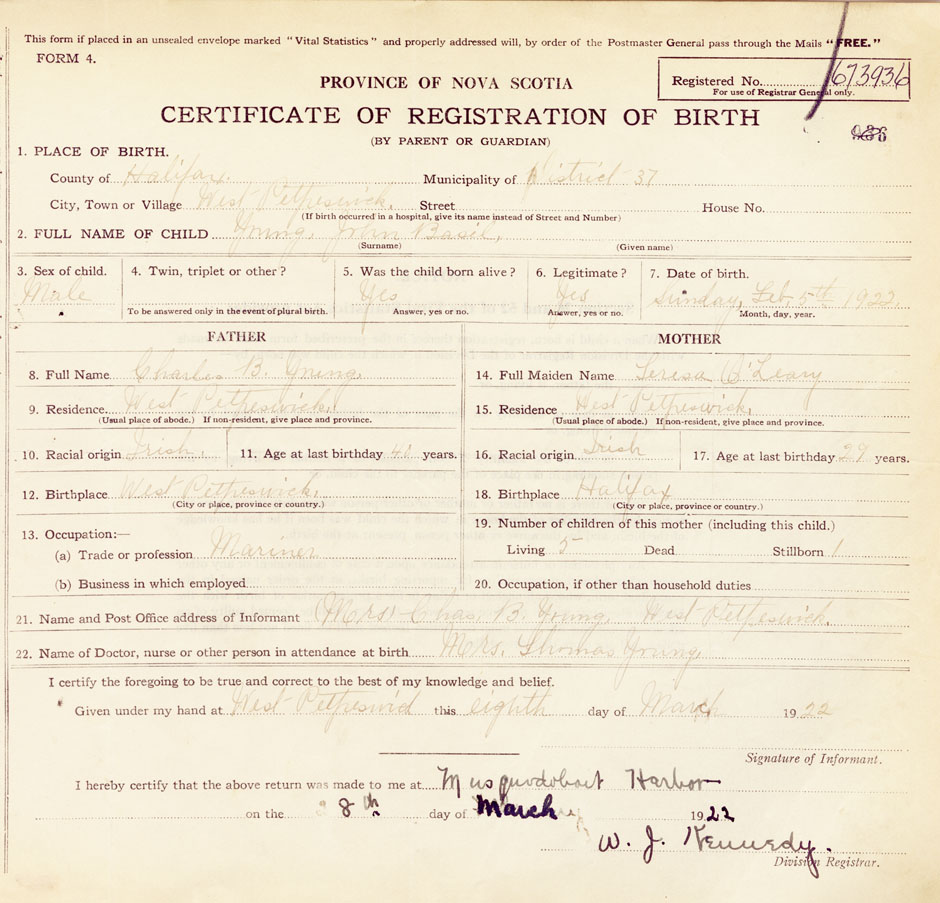 This form if placed in an unsealed envelope marked "Vital Statistics" and properly addressed will, by order of the Postmaster General pass through the Mails "FREE."
FORM 4.
Registered No. 673936
For use of Registrar General only.
PROVINCE OF NOVA SCOTIA
CERTIFICATE OF REGISTRATION OF BIRTH
(BY PARENT OR GUARDIAN)
936
1. PLACE OF BIRTH.
County of Halifax. Municipality of District 37
City, Town or Village West Petpeswick. Street House No.
(If birth occurred in a hospital, give its name instead of Street and Number)
2. FULL NAME OF CHILD Young, John Basil,
(Surname) (Given name)
3. Sex of child. 4. Twin, triplet or other? 5. Was the child born alive? 6. Legitimate? 7. Date of birth.
Male Yes Yes Sunday, Feb 5th 1922.
To be answered only in the event of plural birth. Answer, yes or no. Answer, yes or no. Month, day, year.
FATHER MOTHER
8. Full Name Charles B. Young. 14. Full Maiden Name Teresa O'Leary
9. Residence. West Petpeswick. 15. Residence West Petpeswick.
(Usual place of abode.) If non-resident, give place and province. (Usual place of abode.) If non-resident, give place and province.
10. Racial origin Irish. 11. Age at last birthday years. 16. Racial origin Irish 17. Age at last birthday 29 years.
12. Birthplace West Petpeswick. 18. Birthplace Halifax
(City or place, province or country.) (City or place, province or country.)
13. Occupation:— 19. Number of children of this mother (including this child.)
(a) Trade or profession Mariner Living 5 Dead Stillborn 1
(b) Business in which employed 20. Occupation, if other than household duties
21. Name and Post Office address of Informant Mrs. Chas. B. Young, West Petpeswick.
22. Name of Doctor, nurse or other person in attendance at birth Mrs. Thomas Young
I certify the foregoing to be true and correct to the best of my knowledge and belief.
Given under my hand at West Petpeswick this eighth day of March 1922
Signature of Informant.
I hereby certify that the above return was made to me at Musquodoboit Harbor
on the 8th day of March 1922
W. J. Kennedy.
Division Registrar.